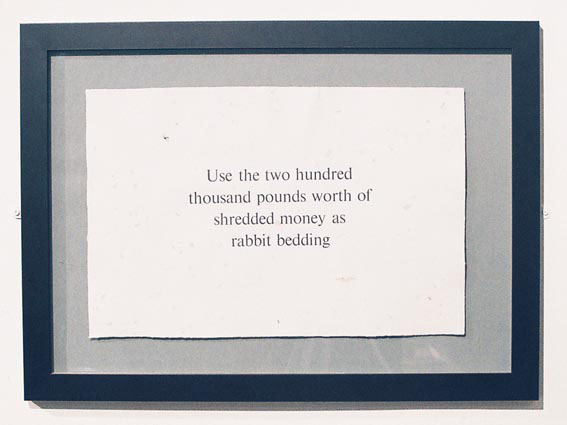 Use the two hundred
thousand pounds worth of
shredded money as
rabbit bedding